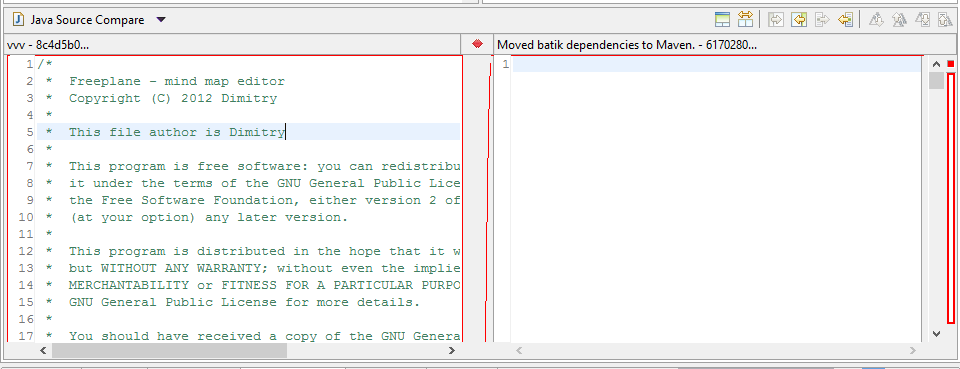 Java Source Compare
vvv - 8c4d5b0...
Moved batik dependencies to Maven. - 6170280...
1 /*
2 *  Freeplane - mind map editor
3 *  Copyright (C) 2012 Dimitry
4 *
5 *  This file author is Dimitry
6 *
7 *  This program is free software: you can redistribu
8 *  it under the terms of the GNU General Public Lice
9 *  the Free Software Foundation, either version 2 of
10 *  (at your option) any later version.
11 *
12 *  This program is distributed in the hope that it w
13 *  but WITHOUT ANY WARRANTY; without even the implie
14 *  MERCHANTABILITY or FITNESS FOR A PARTICULAR PURPO
15 *  GNU General Public License for more details.
16 *
17 *  You should have received a copy of the GNU Genera
1